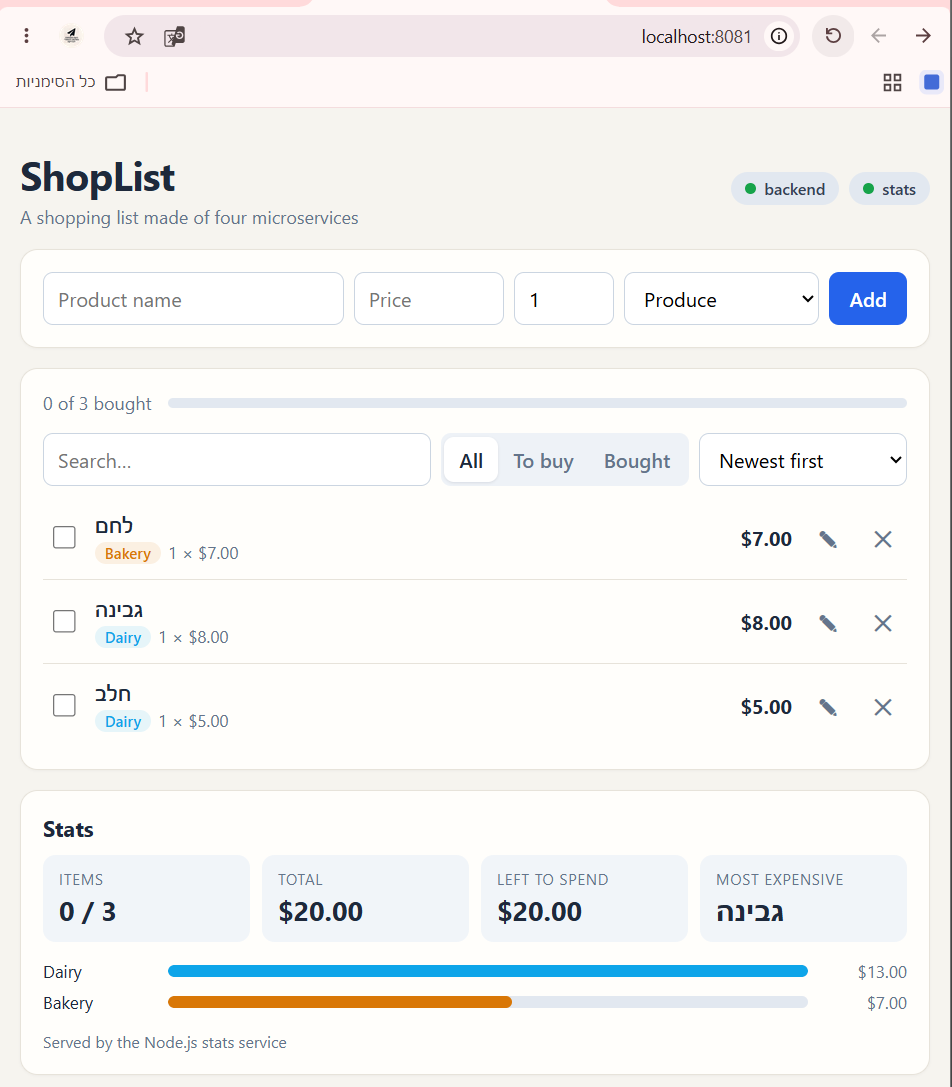 localhost:8081
כל הסימניות
ShopList
A shopping list made of four microservices
backend
stats
Product name
Price
1
Produce
Add
0 of 3 bought
Search...
All
To buy
Bought
Newest first
לחם
Bakery 1 × $7.00
$7.00
גבינה
Dairy 1 × $8.00
$8.00
חלב
Dairy 1 × $5.00
$5.00
Stats
ITEMS
0 / 3
TOTAL
$20.00
LEFT TO SPEND
$20.00
MOST EXPENSIVE
גבינה
Dairy $13.00
Bakery $7.00
Served by the Node.js stats service